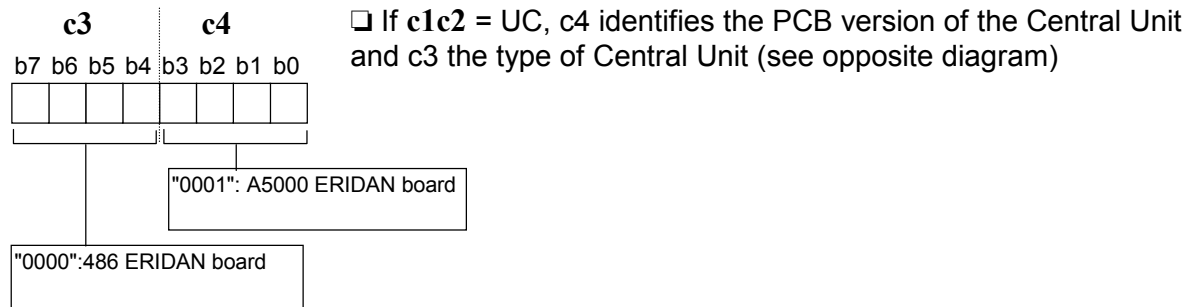 c3 c4
b7 b6 b5 b4 b3 b2 b1 b0
❑ If c1c2 = UC, c4 identifies the PCB version of the Central Unit
and c3 the type of Central Unit (see opposite diagram)
"0001": A5000 ERIDAN board
"0000":486 ERIDAN board